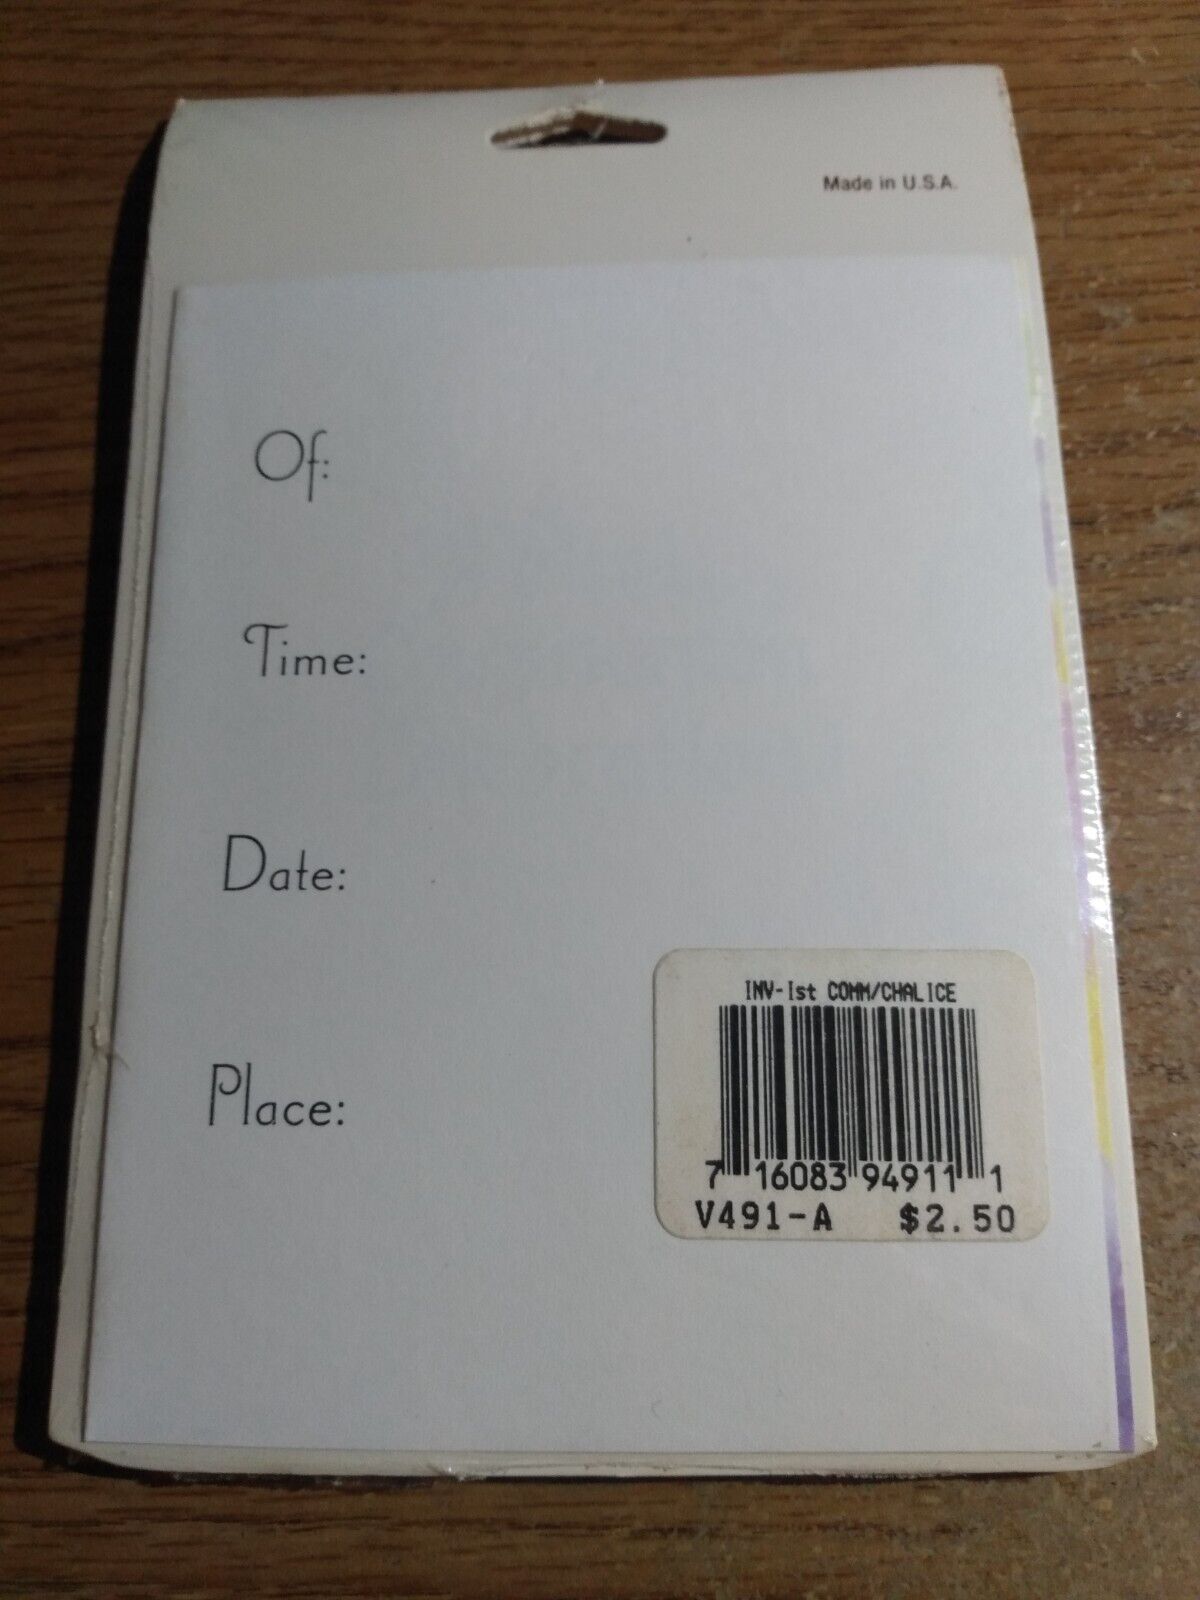 Made in U.S.A.
Of:
Time:
Date:
Place:
INV-Ist COMM/CHALICE
7 16083 94911 1
V491-A $2.50